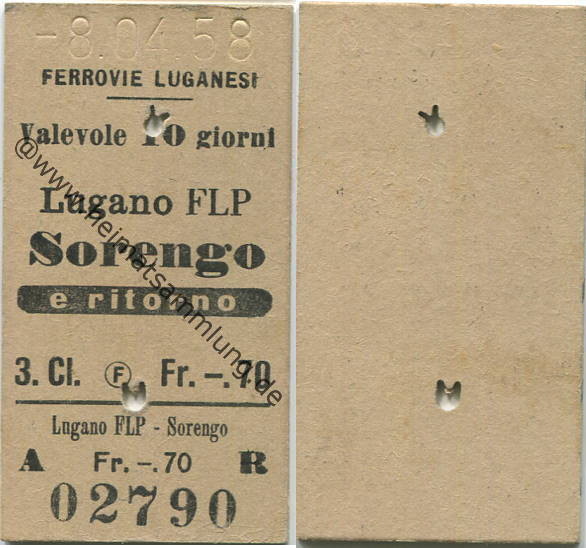 -8.04.58
FERROVIE LUGANESI
Valevole 10 giorni
Lugano FLP
Sorengo
e ritorno
3. Cl. F Fr. –.70
Lugano FLP - Sorengo
A Fr. –.70 R
02790
@www.heimatsammlung.de